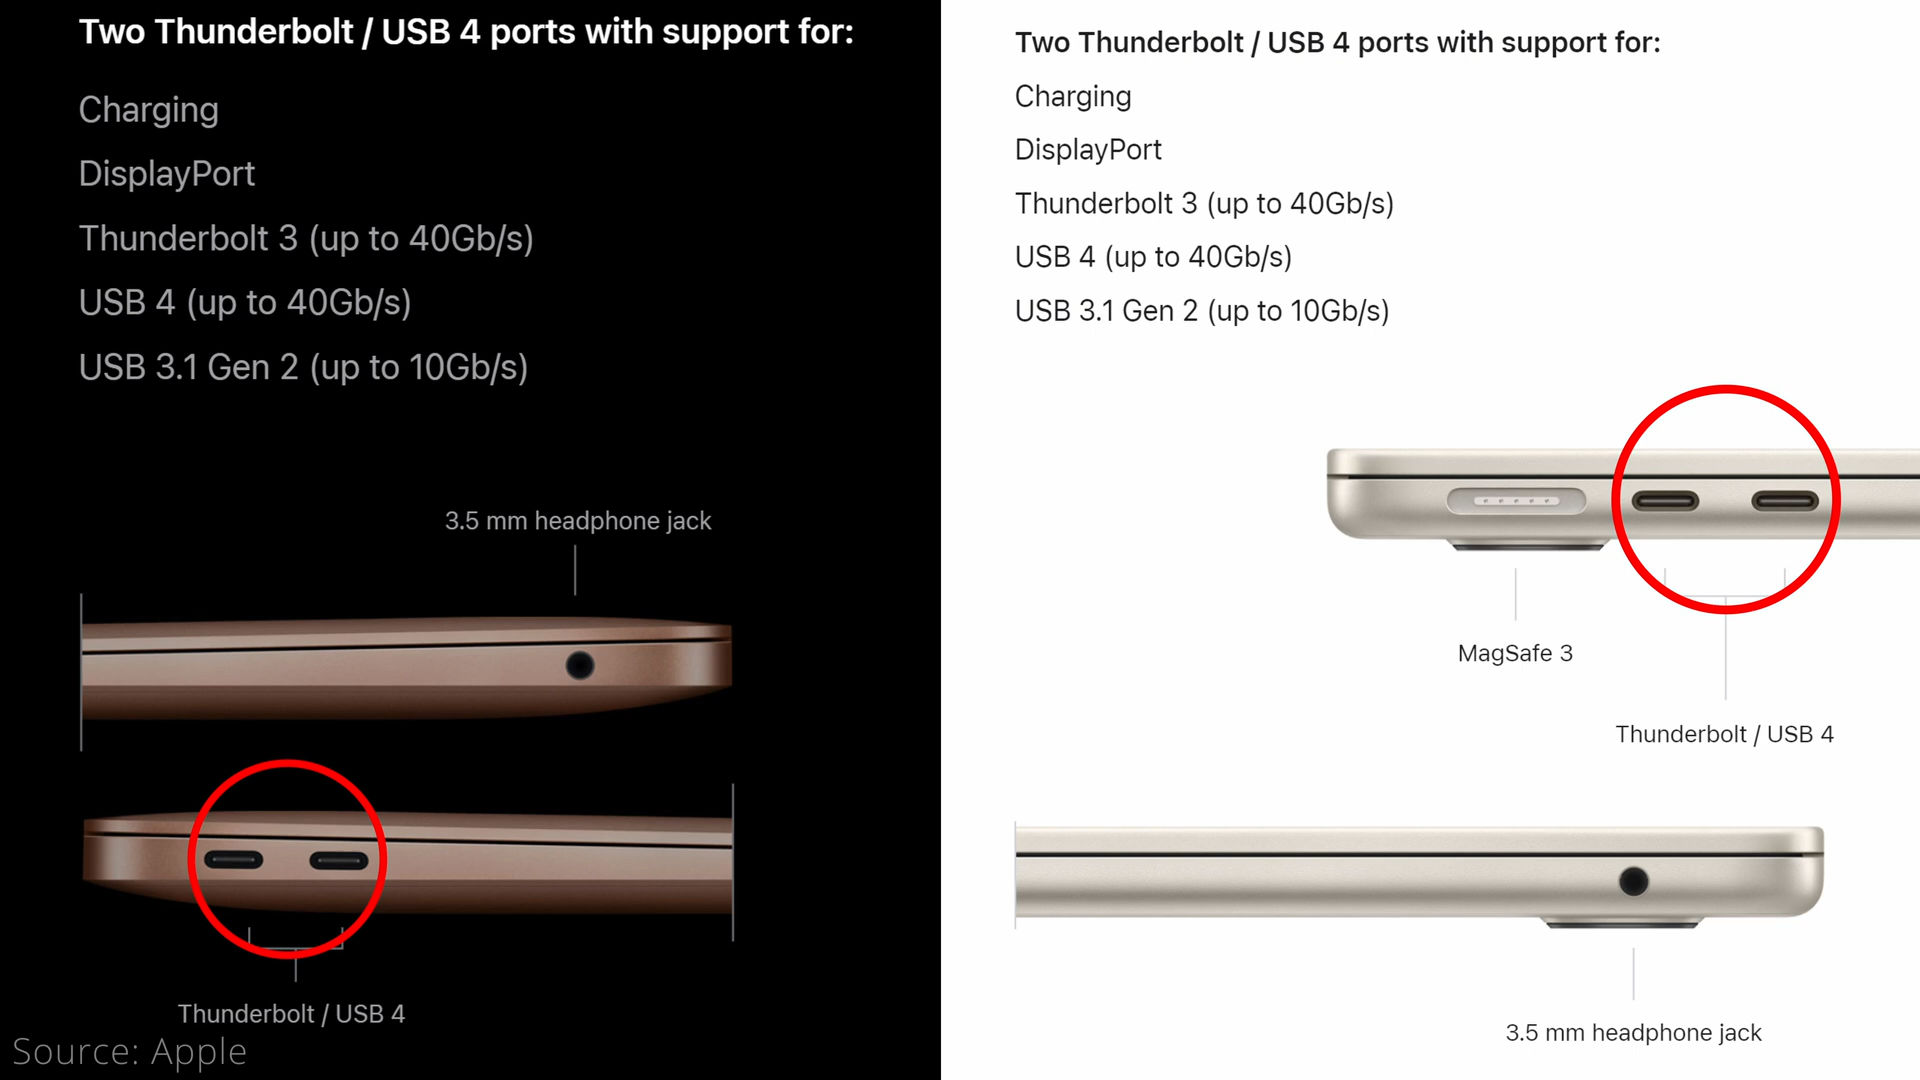 Two Thunderbolt / USB 4 ports with support for:
Charging
DisplayPort
Thunderbolt 3 (up to 40Gb/s)
USB 4 (up to 40Gb/s)
USB 3.1 Gen 2 (up to 10Gb/s)
3.5 mm headphone jack
Thunderbolt / USB 4
Source: Apple
Two Thunderbolt / USB 4 ports with support for:
Charging
DisplayPort
Thunderbolt 3 (up to 40Gb/s)
USB 4 (up to 40Gb/s)
USB 3.1 Gen 2 (up to 10Gb/s)
MagSafe 3
Thunderbolt / USB 4
3.5 mm headphone jack